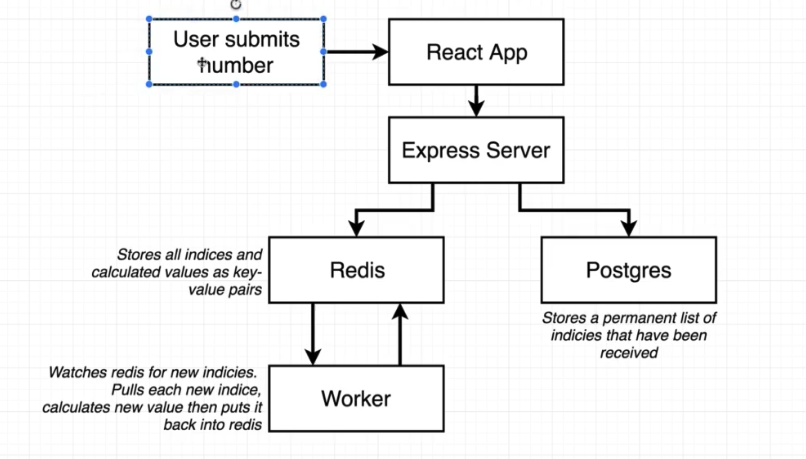 User submits
number
React App
Express Server
Stores all indices and
calculated values as key-
value pairs
Redis
Postgres
Stores a permanent list of
indicies that have been
received
Watches redis for new indicies.
Pulls each new indice,
calculates new value then puts it
back into redis
Worker